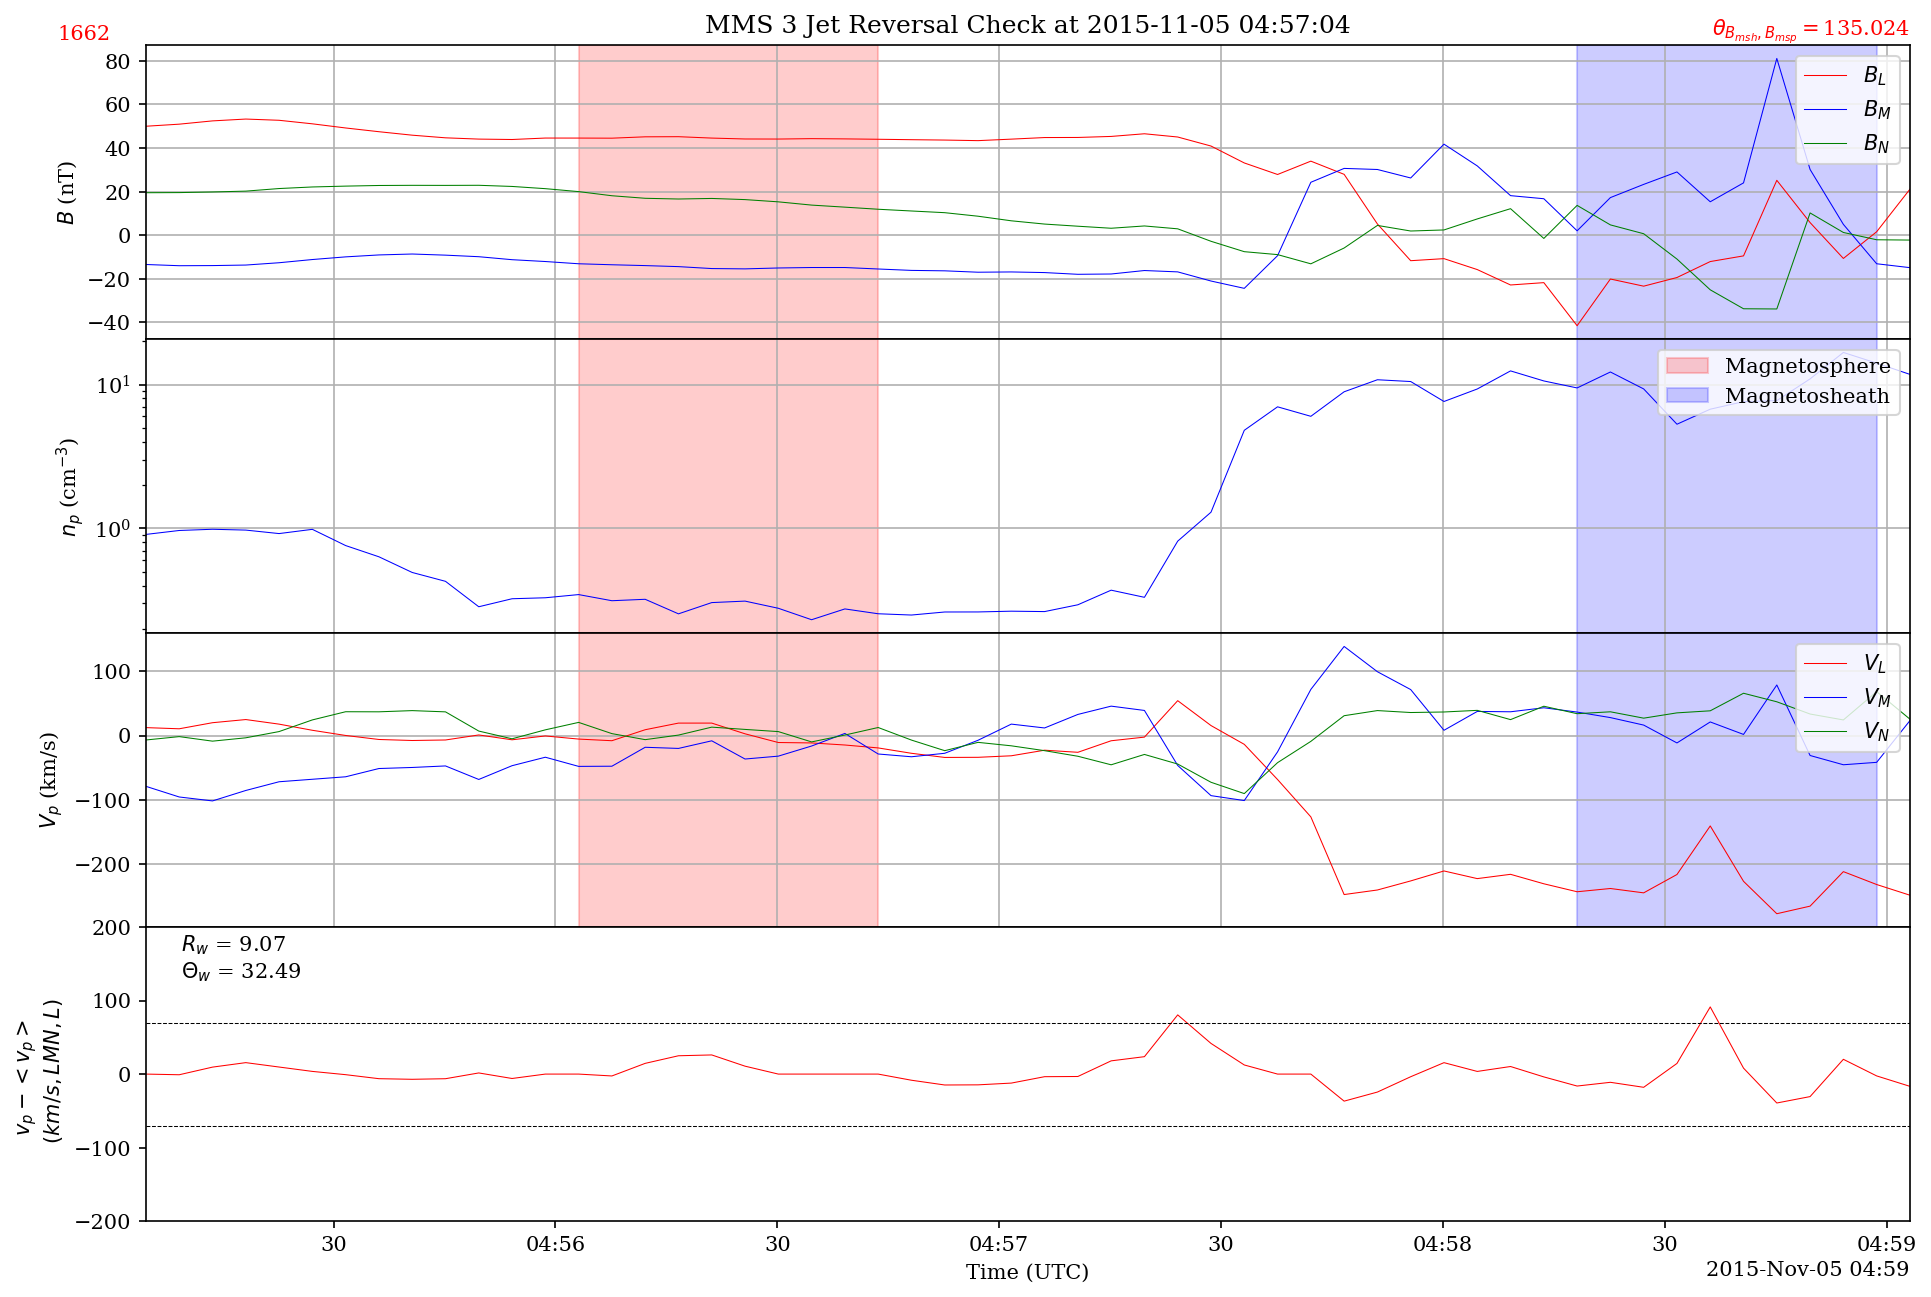 MMS 3 Jet Reversal Check at 2015-11-05 04:57:04
1662
θ_{B_{msh}, B_{msp}} = 135.024
80
60
40
20
0
−20
−40
B (nT)
B_L
B_M
B_N
10^1
10^0
n_p (cm^{−3})
Magnetosphere
Magnetosheath
100
0
−100
−200
V_p (km/s)
V_L
V_M
V_N
200
100
0
−100
−200
v_p − < v_p >
(km/s, LMN, L)
R_w = 9.07
Θ_w = 32.49
30 04:56 30 04:57 30 04:58 30 04:59
Time (UTC)
2015-Nov-05 04:59